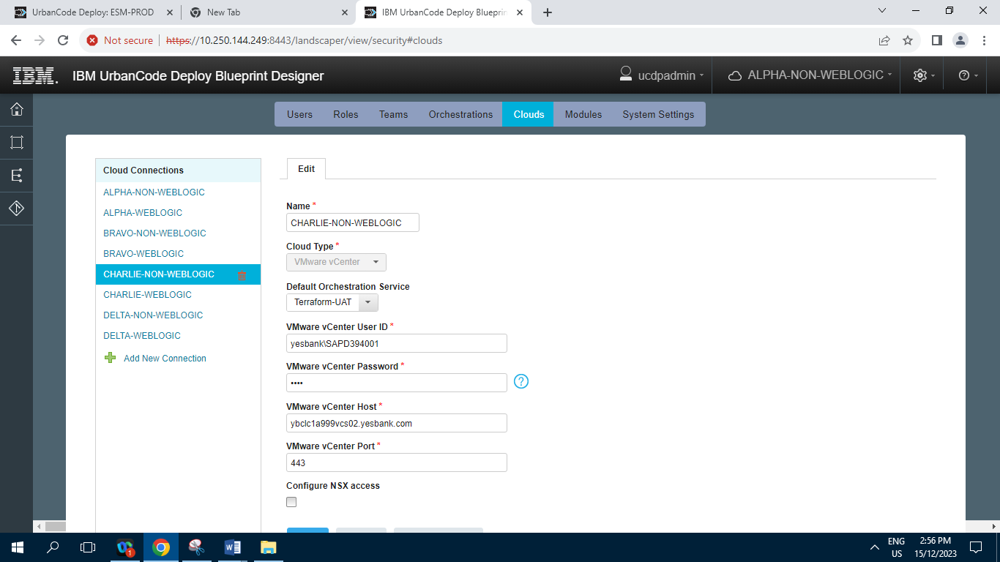 UrbanCode Deploy: ESM-PROD
New Tab
IBM UrbanCode Deploy Blueprin
Not secure
https://10.250.144.249:8443/landscaper/view/security#clouds
IBM.
IBM UrbanCode Deploy Blueprint Designer
ucdpadmin
ALPHA-NON-WEBLOGIC
Users Roles Teams Orchestrations Clouds Modules System Settings
Cloud Connections
ALPHA-NON-WEBLOGIC
ALPHA-WEBLOGIC
BRAVO-NON-WEBLOGIC
BRAVO-WEBLOGIC
CHARLIE-NON-WEBLOGIC
CHARLIE-WEBLOGIC
DELTA-NON-WEBLOGIC
DELTA-WEBLOGIC
Add New Connection
Edit
Name *
CHARLIE-NON-WEBLOGIC
Cloud Type *
VMware vCenter
Default Orchestration Service
Terraform-UAT
VMware vCenter User ID *
yesbank\SAPD394001
VMware vCenter Password *
••••
VMware vCenter Host *
ybclc1a999vcs02.yesbank.com
VMware vCenter Port *
443
Configure NSX access
1
ENG
US
2:56 PM
15/12/2023